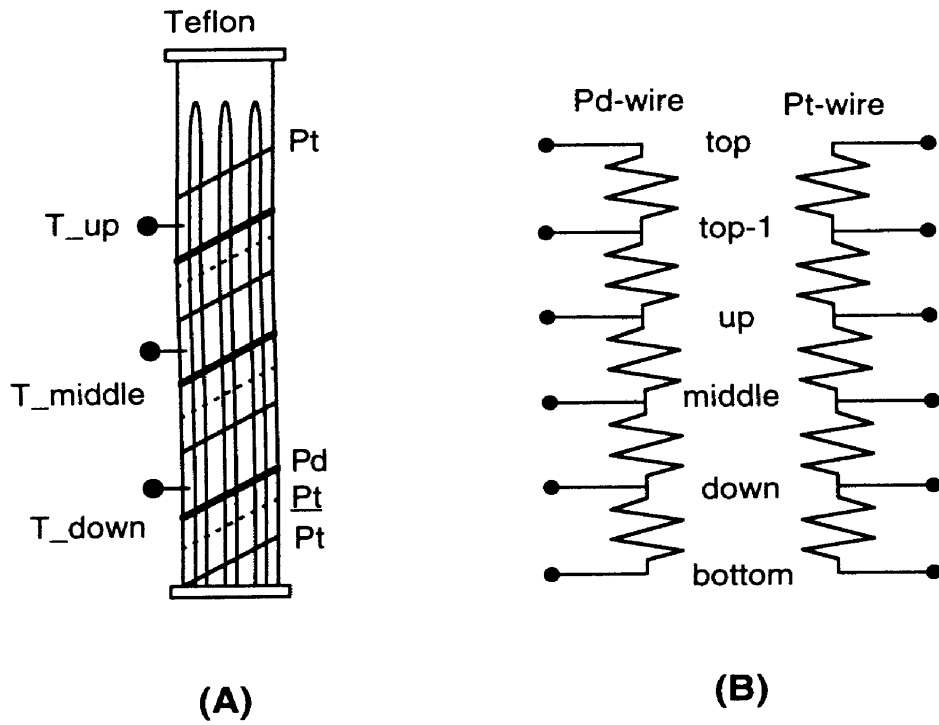 Teflon
Pt
T_up
T_middle
Pd
Pt
T_down
Pt
(A)
Pd-wire
Pt-wire
top
top-1
up
middle
down
bottom
(B)